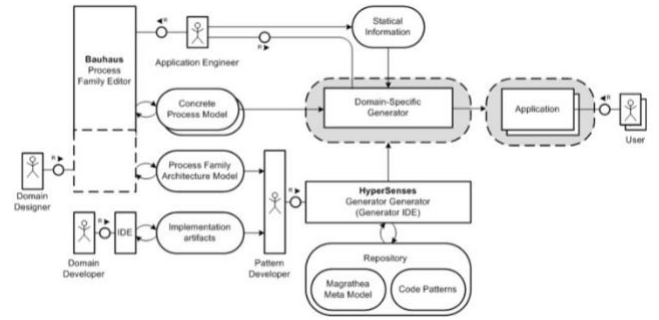 Bauhaus
Process
Family Editor
R
Application Engineer
R
Statical
Information
Concrete
Process Model
Domain-Specific
Generator
Application
R
User
R
Domain
Designer
Process Family
Architecture Model
R
HyperSenses
Generator Generator
(Generator IDE)
R
IDE
Implementation
artifacts
Domain
Developer
Pattern
Developer
Repository
Magrathea
Meta Model
Code Patterns